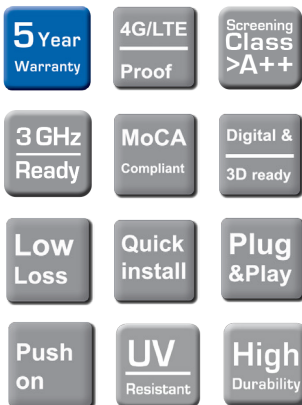 5 Year
Warranty
4G/LTE
Proof
Screening
Class
>A++
3 GHz
Ready
MoCA
Compliant
Digital &
3D ready
Low
Loss
Quick
install
Plug
&Play
Push
on
UV
Resistant
High
Durability